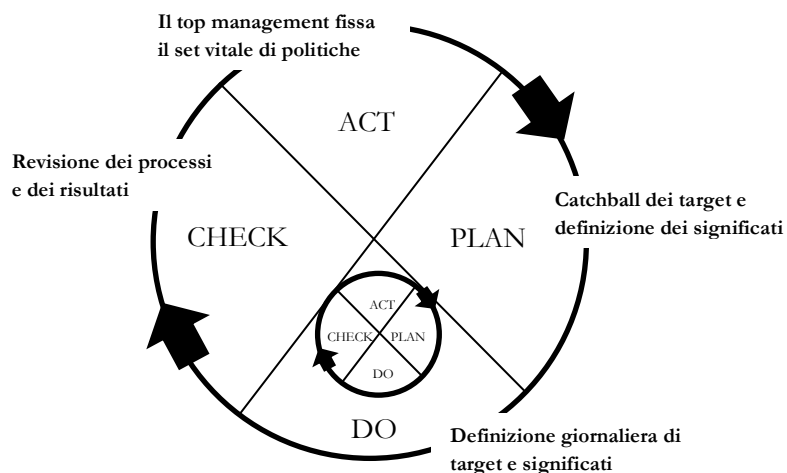 Il top management fissa
il set vitale di politiche
ACT
Revisione dei processi
e dei risultati
Catchball dei target e
definizione dei significati
CHECK
PLAN
ACT
CHECK
PLAN
DO
DO
Definizione giornaliera di
target e significati